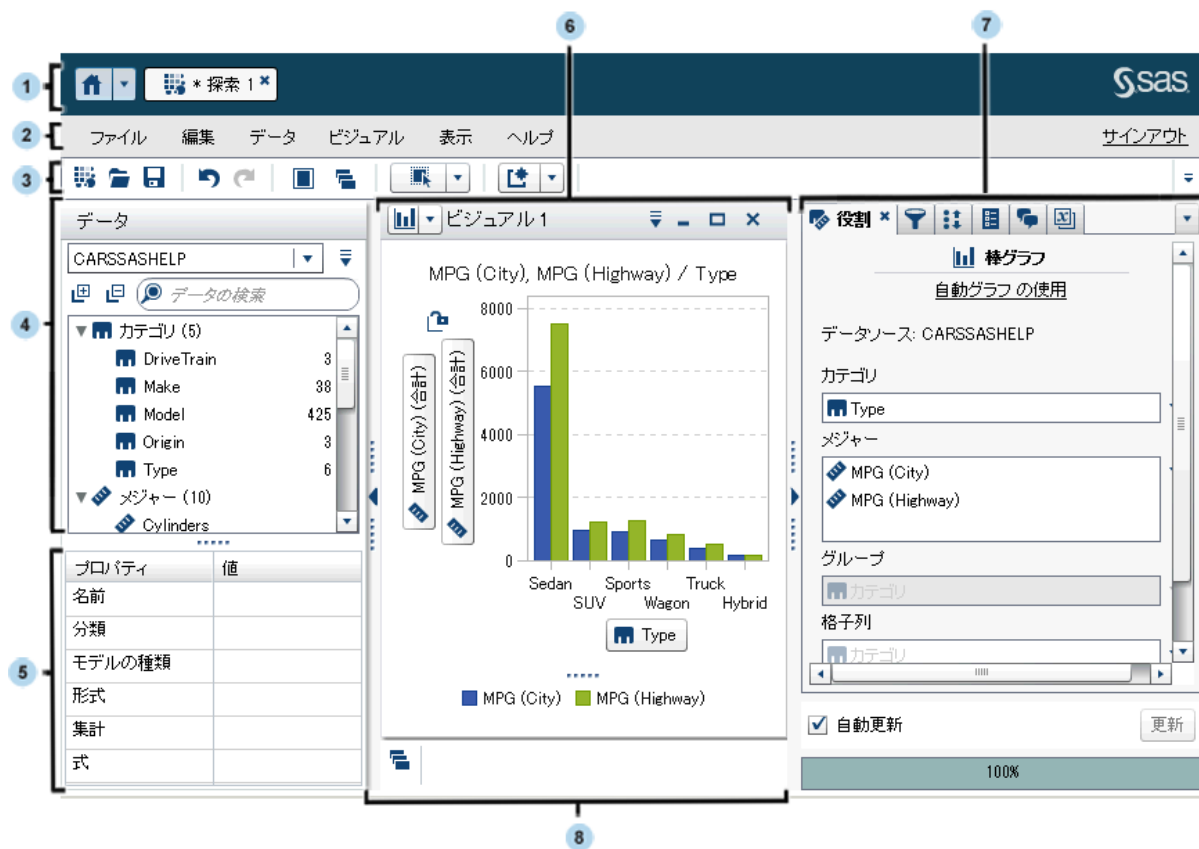 6
7
1
* 探索 1
sas
2
ファイル 編集 データ ビジュアル 表示 ヘルプ
サインアウト
3
4
データ
CARSSASHELP
データの検索
カテゴリ (5)
DriveTrain 3
Make 38
Model 425
Origin 3
Type 6
メジャー (10)
Cylinders
5
プロパティ 値
名前
分類
モデルの種類
形式
集計
式
ビジュアル 1
MPG (City), MPG (Highway) / Type
MPG (City) (合計)
MPG (Highway) (合計)
8000
6000
4000
2000
0
Sedan SUV Sports Wagon Truck Hybrid
Type
MPG (City) MPG (Highway)
役割
x
棒グラフ
自動グラフ の使用
データソース: CARSSASHELP
カテゴリ
Type
メジャー
MPG (City)
MPG (Highway)
グループ
カテゴリ
格子列
カテゴリ
自動更新
更新
100%
8